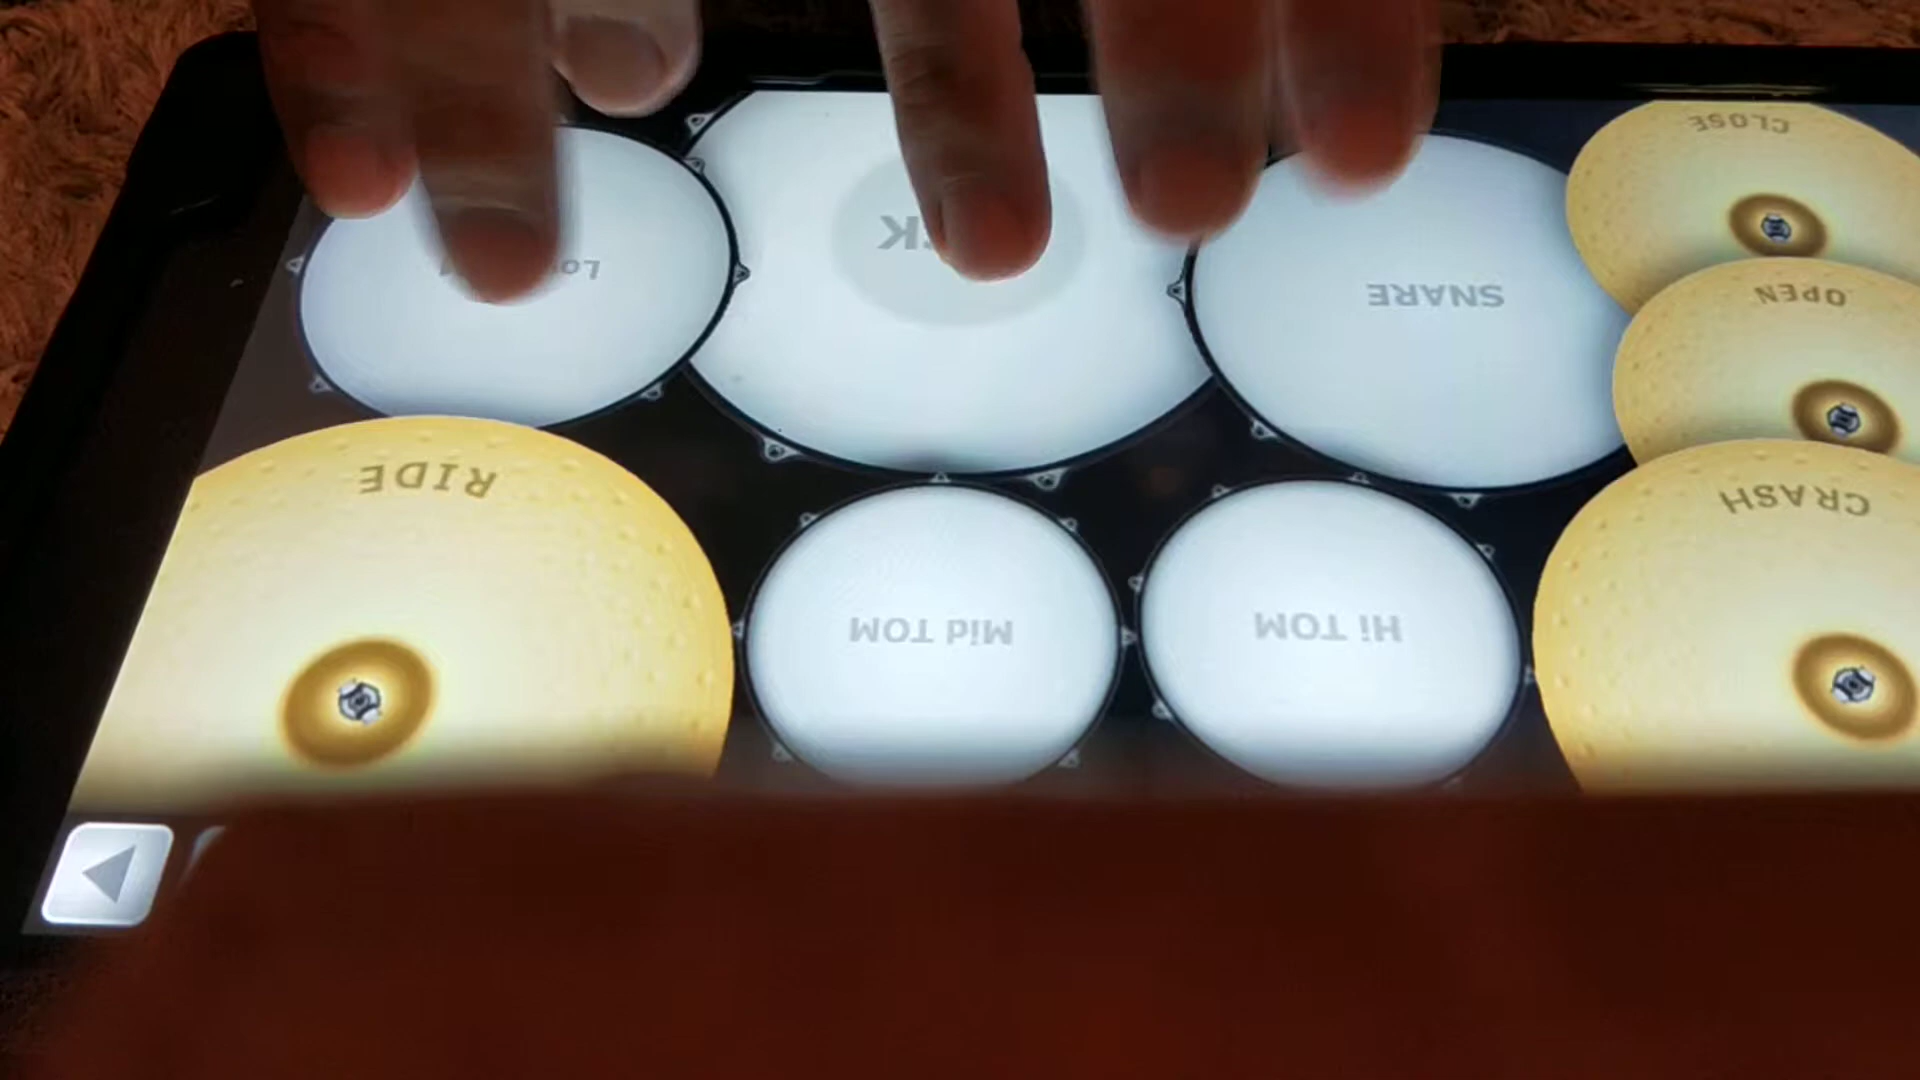 CLOSE
OPEN
SNARE
CRASH
Hi TOM
Mid TOM
RIDE